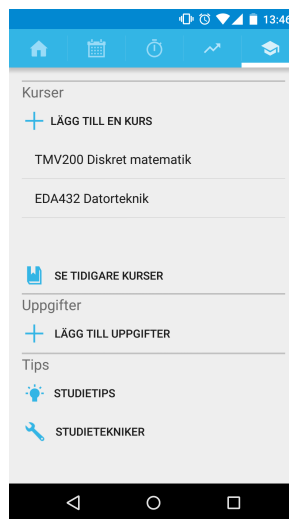 13:46
Kurser
LÄGG TILL EN KURS
TMV200 Diskret matematik
EDA432 Datorteknik
SE TIDIGARE KURSER
Uppgifter
LÄGG TILL UPPGIFTER
Tips
STUDIETIPS
STUDIETEKNIKER